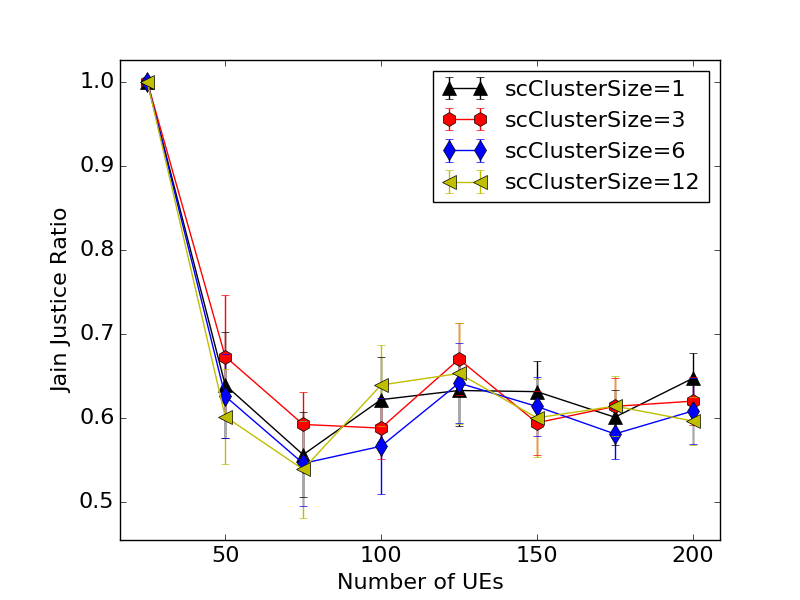 1.0
0.9
0.8
0.7
0.6
0.5
Jain Justice Ratio
scClusterSize=1
scClusterSize=3
scClusterSize=6
scClusterSize=12
50
100
150
200
Number of UEs